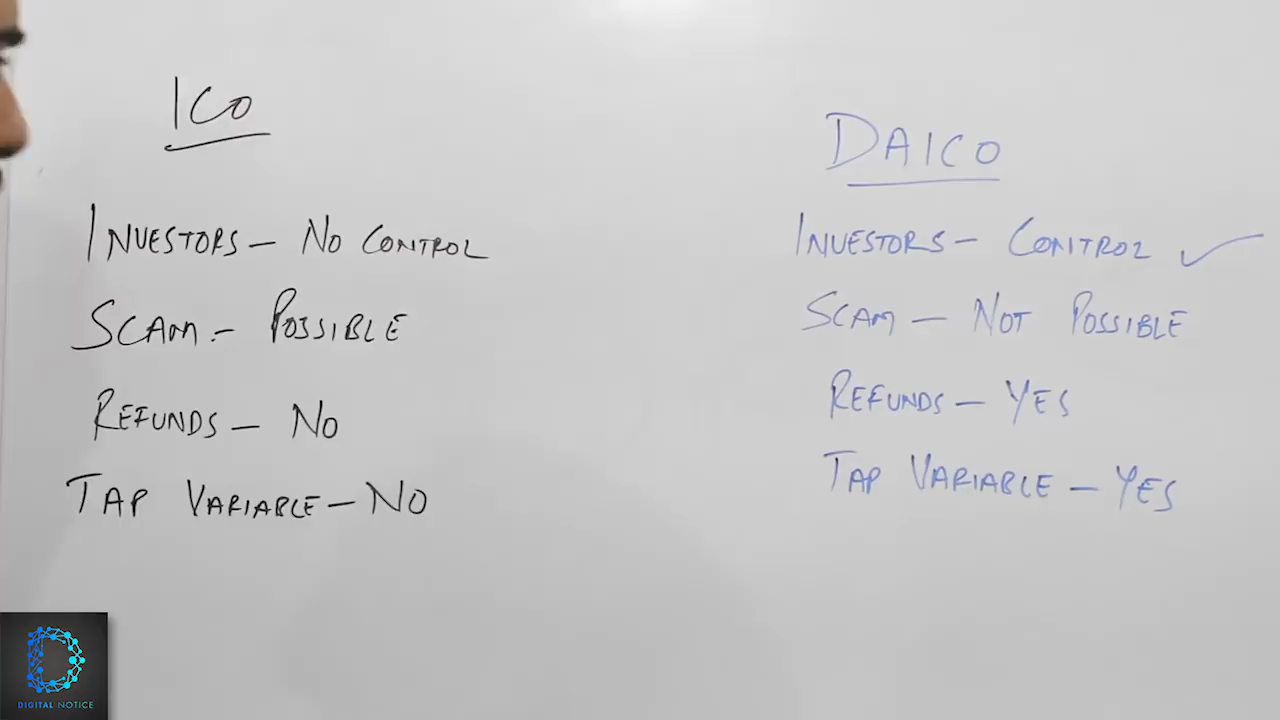 ICO
INVESTORS – NO CONTROL
SCAM – POSSIBLE
REFUNDS – NO
TAP VARIABLE – NO
DAICO
INVESTORS – CONTROL ✓
SCAM – NOT POSSIBLE
REFUNDS – YES
TAP VARIABLE – YES
DIGITAL NOTICE